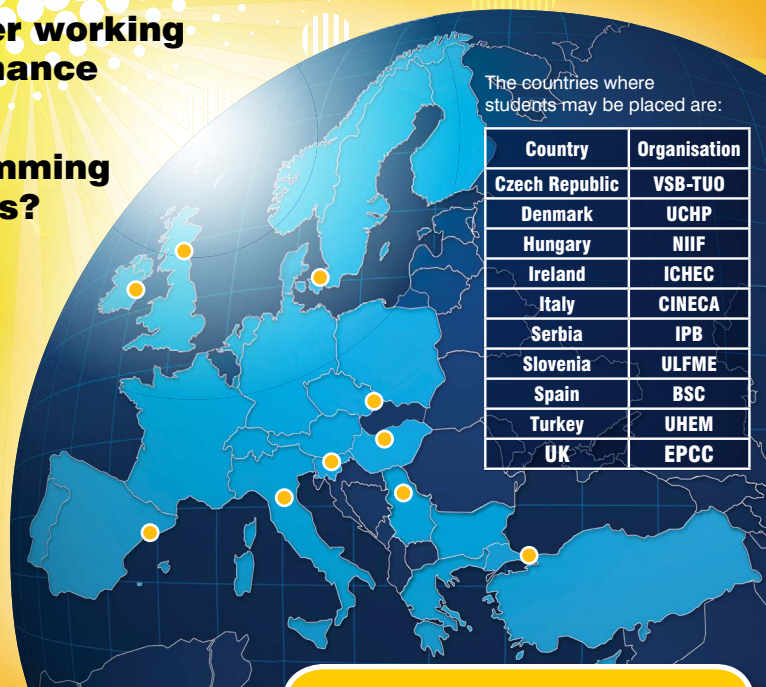 er working
nance
mming
s?
The countries where
students may be placed are:
Country Organisation
Czech Republic VSB-TUO
Denmark UCHP
Hungary NIIF
Ireland ICHEC
Italy CINECA
Serbia IPB
Slovenia ULFME
Spain BSC
Turkey UHEM
UK EPCC